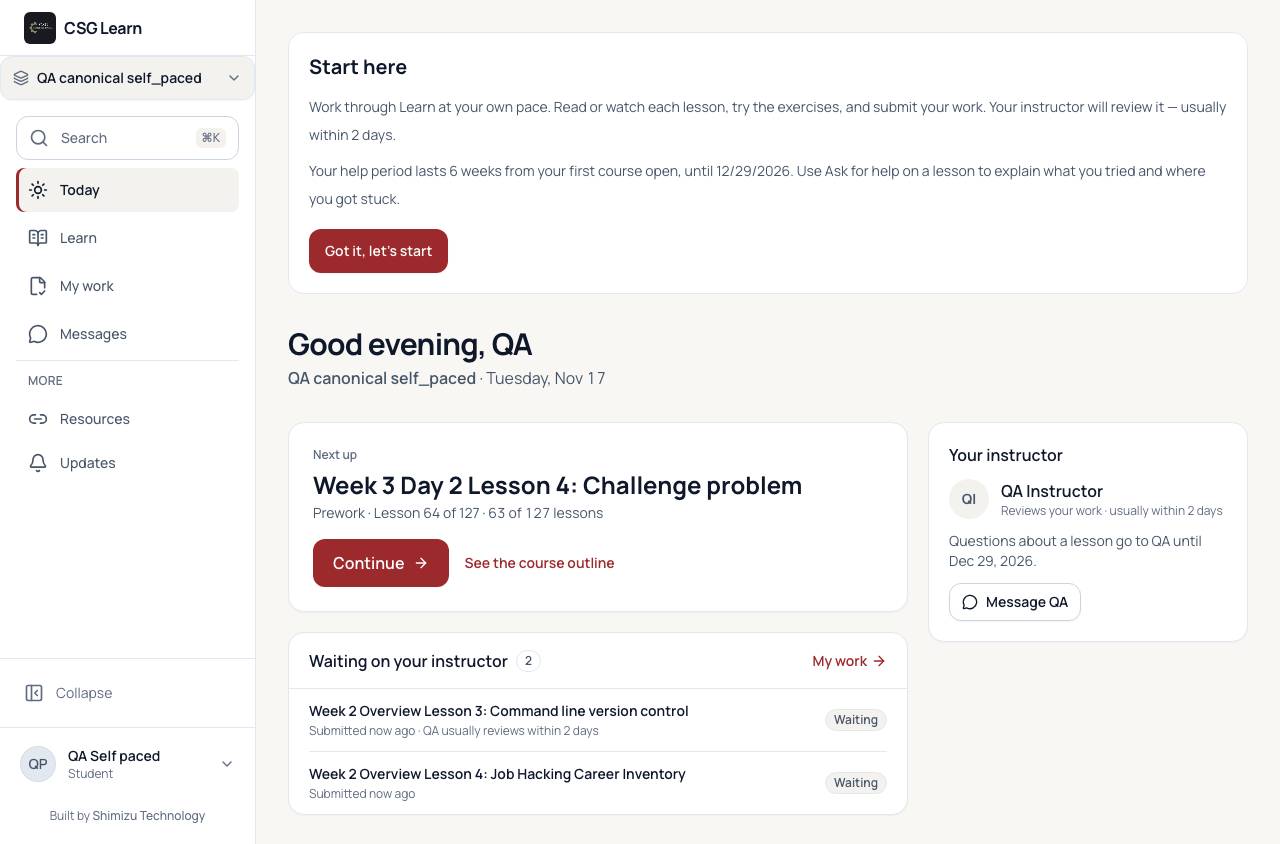 CSG Learn
QA canonical self_paced
Search ⌘K
Today
Learn
My work
Messages
MORE
Resources
Updates
Collapse
QP
QA Self paced
Student
Built by Shimizu Technology
Start here
Work through Learn at your own pace. Read or watch each lesson, try the exercises, and submit your work. Your instructor will review it — usually
within 2 days.
Your help period lasts 6 weeks from your first course open, until 12/29/2026. Use Ask for help on a lesson to explain what you tried and where
you got stuck.
Got it, let's start
Good evening, QA
QA canonical self_paced · Tuesday, Nov 17
Next up
Week 3 Day 2 Lesson 4: Challenge problem
Prework · Lesson 64 of 127 · 63 of 127 lessons
Continue →
See the course outline
Waiting on your instructor 2
My work →
Week 2 Overview Lesson 3: Command line version control
Submitted now ago · QA usually reviews within 2 days
Waiting
Week 2 Overview Lesson 4: Job Hacking Career Inventory
Submitted now ago
Waiting
Your instructor
QI
QA Instructor
Reviews your work · usually within 2 days
Questions about a lesson go to QA until
Dec 29, 2026.
Message QA